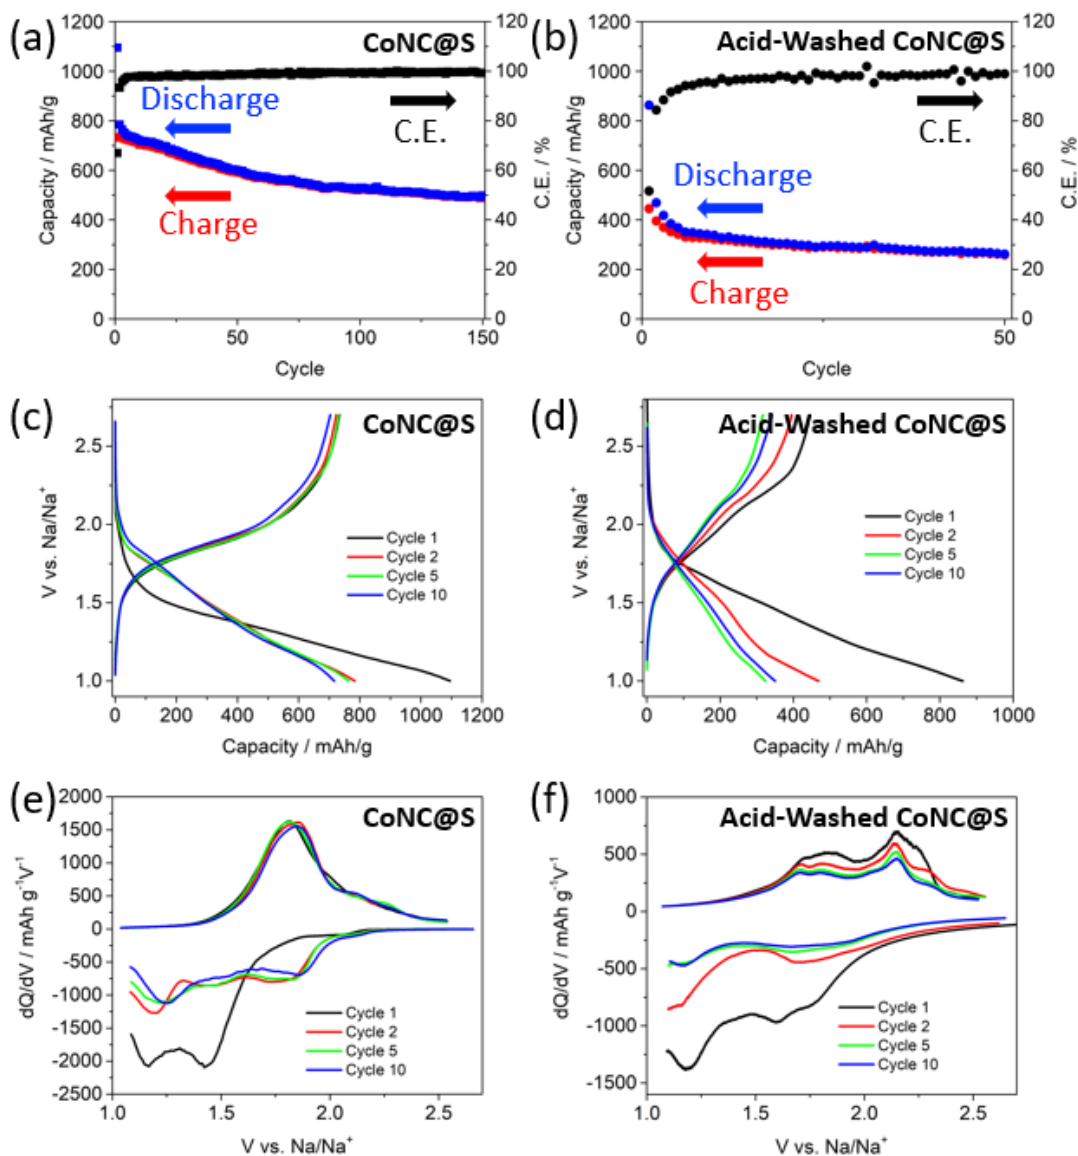 (a)
CoNC@S
1200
1000
800
600
400
200
0
Capacity / mAh/g
120
100
80
60
40
20
0
C.E. / %
Discharge
C.E.
Charge
0
50
100
150
Cycle
(b)
Acid-Washed CoNC@S
1200
1000
800
600
400
200
0
Capacity / mAh/g
120
100
80
60
40
20
0
C.E. / %
C.E.
Discharge
Charge
0
50
Cycle
(c)
CoNC@S
2.5
2.0
1.5
1.0
V vs. Na/Na⁺
Cycle 1
Cycle 2
Cycle 5
Cycle 10
0 200 400 600 800 1000 1200
Capacity / mAh/g
(d)
Acid-Washed CoNC@S
2.5
2.0
1.5
1.0
V vs. Na/Na⁺
Cycle 1
Cycle 2
Cycle 5
Cycle 10
0 200 400 600 800 1000
Capacity / mAh/g
(e)
CoNC@S
2000
1500
1000
500
0
-500
-1000
-1500
-2000
-2500
dQ/dV / mAh g⁻¹V⁻¹
Cycle 1
Cycle 2
Cycle 5
Cycle 10
1.0 1.5 2.0 2.5
V vs. Na/Na⁺
(f)
Acid-Washed CoNC@S
1000
500
0
-500
-1000
-1500
dQ/dV / mAh g⁻¹V⁻¹
Cycle 1
Cycle 2
Cycle 5
Cycle 10
1.0 1.5 2.0 2.5
V vs. Na/Na⁺